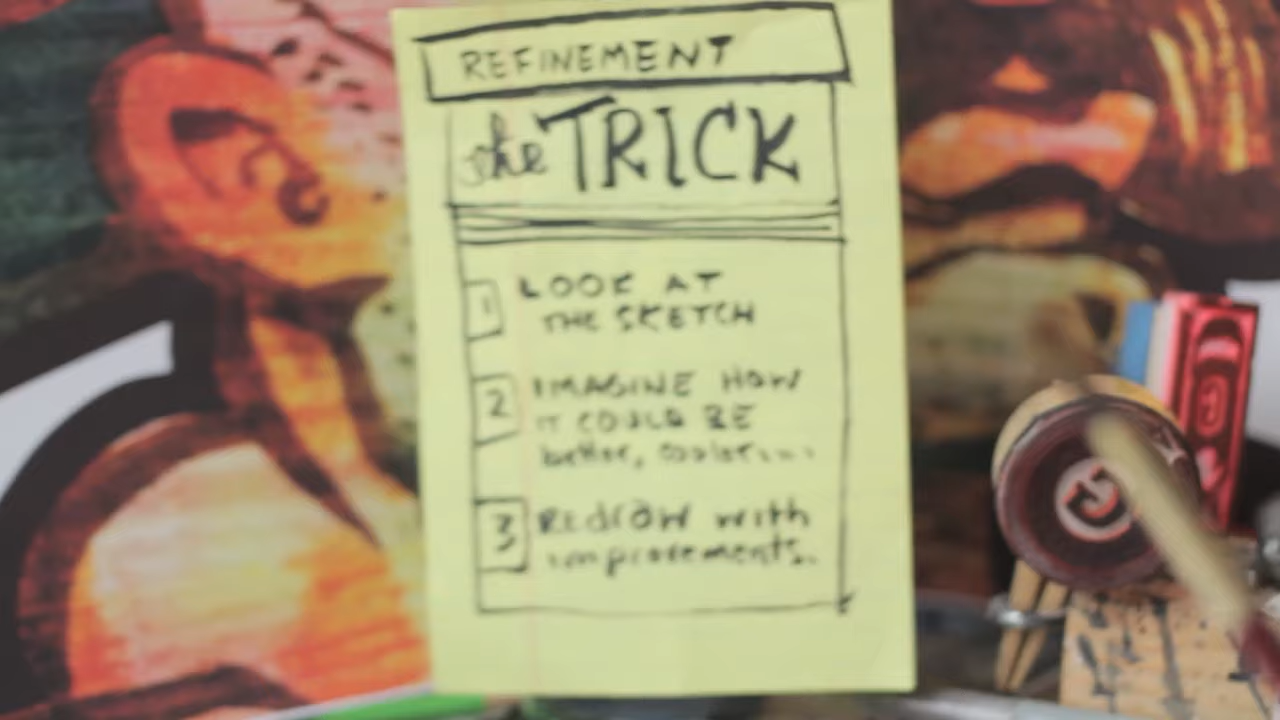 REFINEMENT
the TRICK
1 LOOK AT
THE SKETCH
2 IMAGINE HOW
IT COULD BE
better, cooler....
3 Redraw with
improvements.